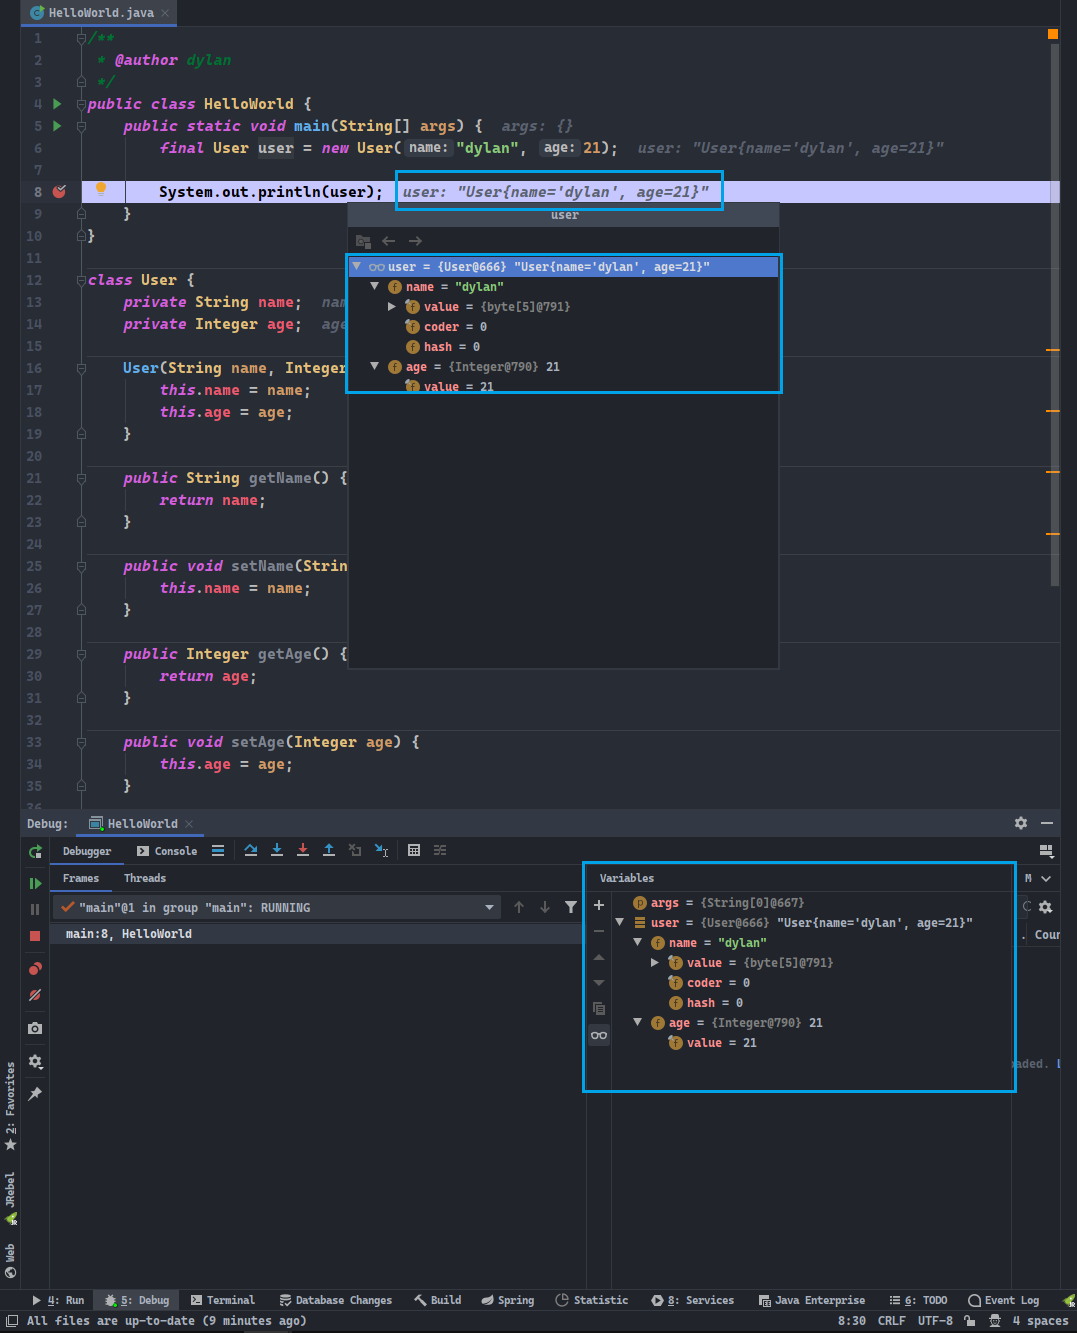 HelloWorld.java
1 /**
2 * @author dylan
3 */
4 public class HelloWorld {
5 public static void main(String[] args) { args: {}
6 final User user = new User( name: "dylan", age: 21); user: "User{name='dylan', age=21}"
7
8 System.out.println(user); user: "User{name='dylan', age=21}"
9 }
user
10 }
11
user = {User@666} "User{name='dylan', age=21}"
12 class User {
name = "dylan"
13 private String name; nam
value = {byte[5]@791}
14 private Integer age; age
coder = 0
15
hash = 0
16 User(String name, Integer
age = {Integer@790} 21
17 this.name = name;
value = 21
18 this.age = age;
19 }
20
21 public String getName() {
22 return name;
23 }
24
25 public void setName(Strin
26 this.name = name;
27 }
28
29 public Integer getAge() {
30 return age;
31 }
32
33 public void setAge(Integer age) {
34 this.age = age;
35 }
36
Debug: HelloWorld
Debugger Console
Frames Threads
"main"@1 in group "main": RUNNING
main:8, HelloWorld
Variables
args = {String[0]@667}
user = {User@666} "User{name='dylan', age=21}"
name = "dylan"
value = {byte[5]@791}
coder = 0
hash = 0
age = {Integer@790} 21
value = 21
M
. Coun
aded. L
2: Favorites
JRebel
Web
4: Run 5: Debug Terminal Database Changes Build Spring Statistic 8: Services Java Enterprise 6: TODO Event Log
All files are up-to-date (9 minutes ago) 8:30 CRLF UTF-8 4 spaces